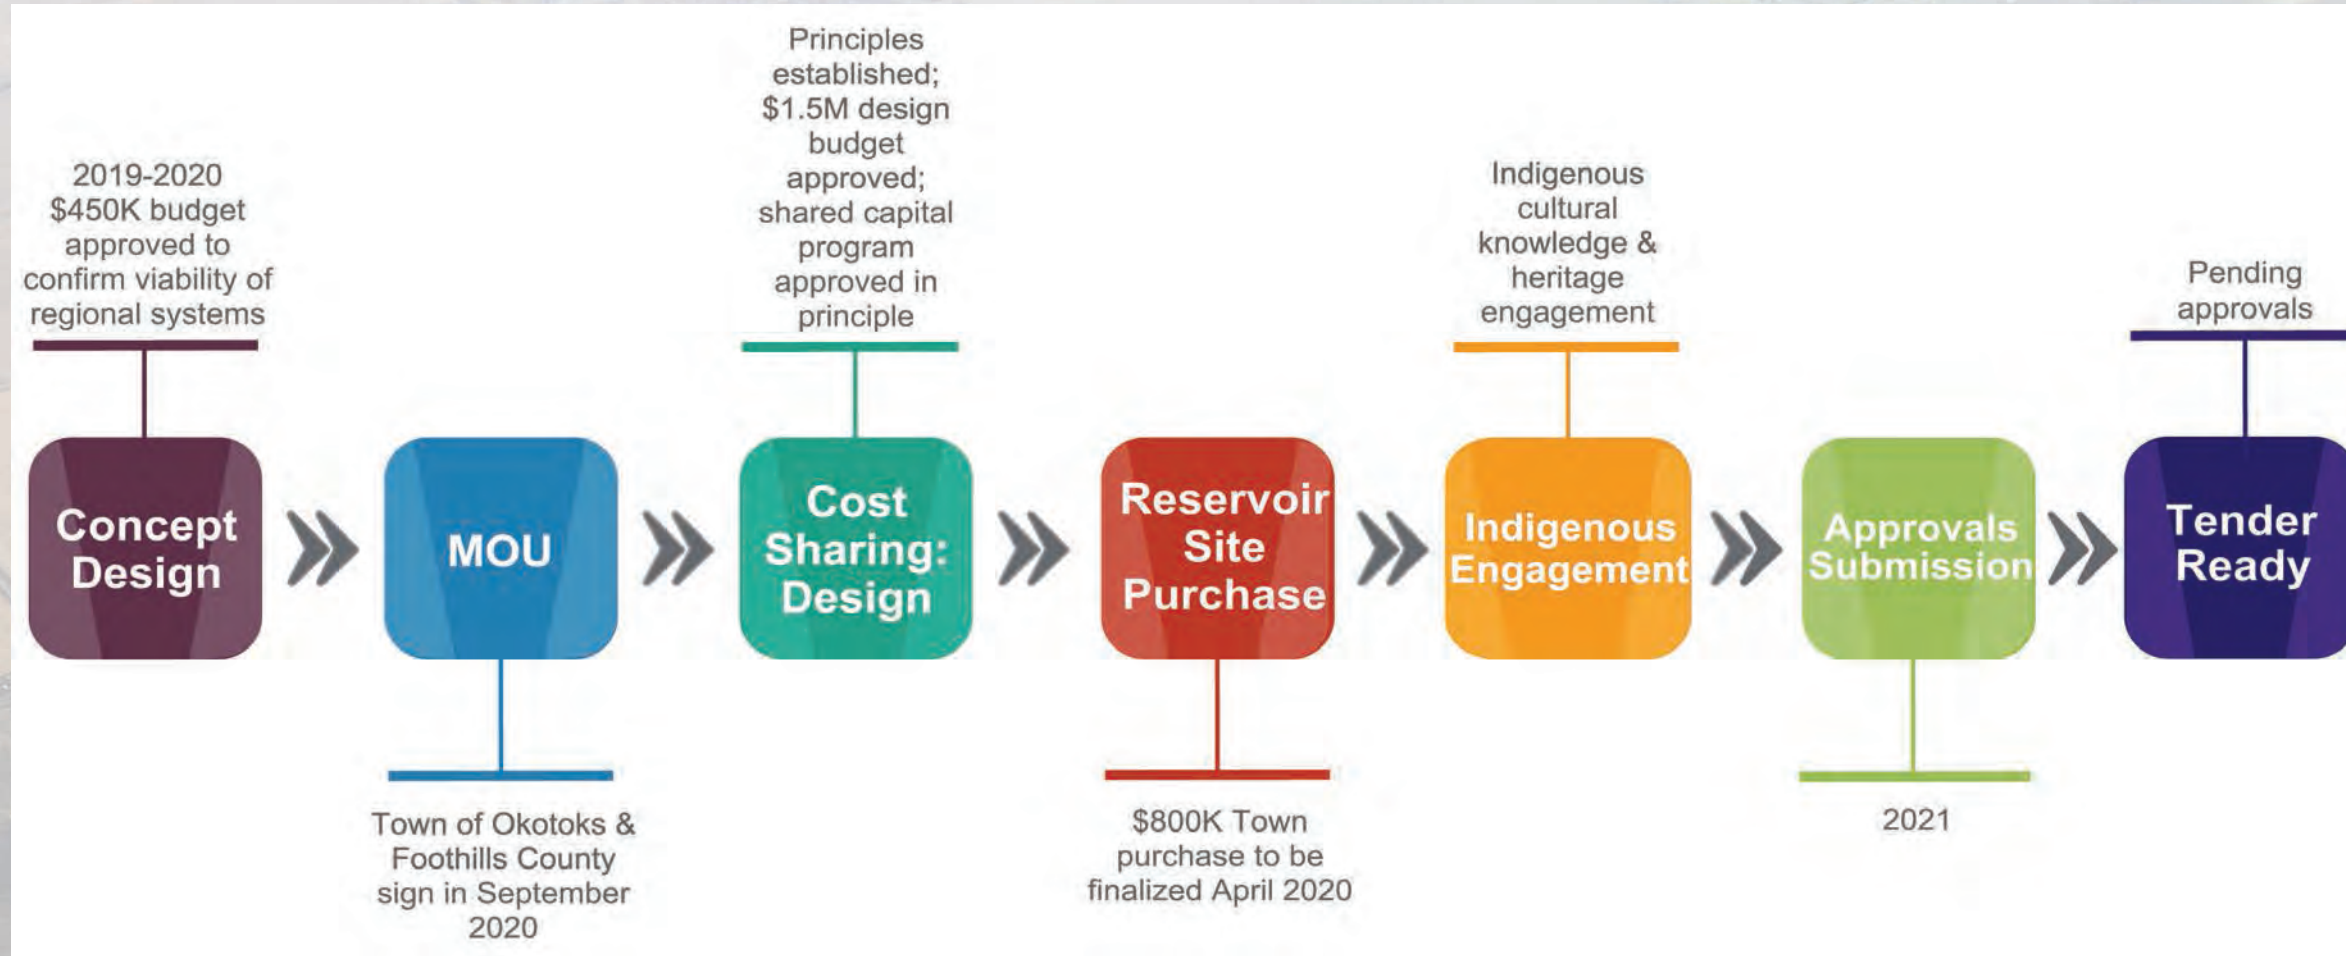 2019-2020
$450K budget
approved to
confirm viability of
regional systems
Concept
Design
MOU
Town of Okotoks &
Foothills County
sign in September
2020
Principles
established;
$1.5M design
budget
approved;
shared capital
program
approved in
principle
Cost
Sharing:
Design
Reservoir
Site
Purchase
$800K Town
purchase to be
finalized April 2020
Indigenous
cultural
knowledge &
heritage
engagement
Indigenous
Engagement
Approvals
Submission
2021
Pending
approvals
Tender
Ready